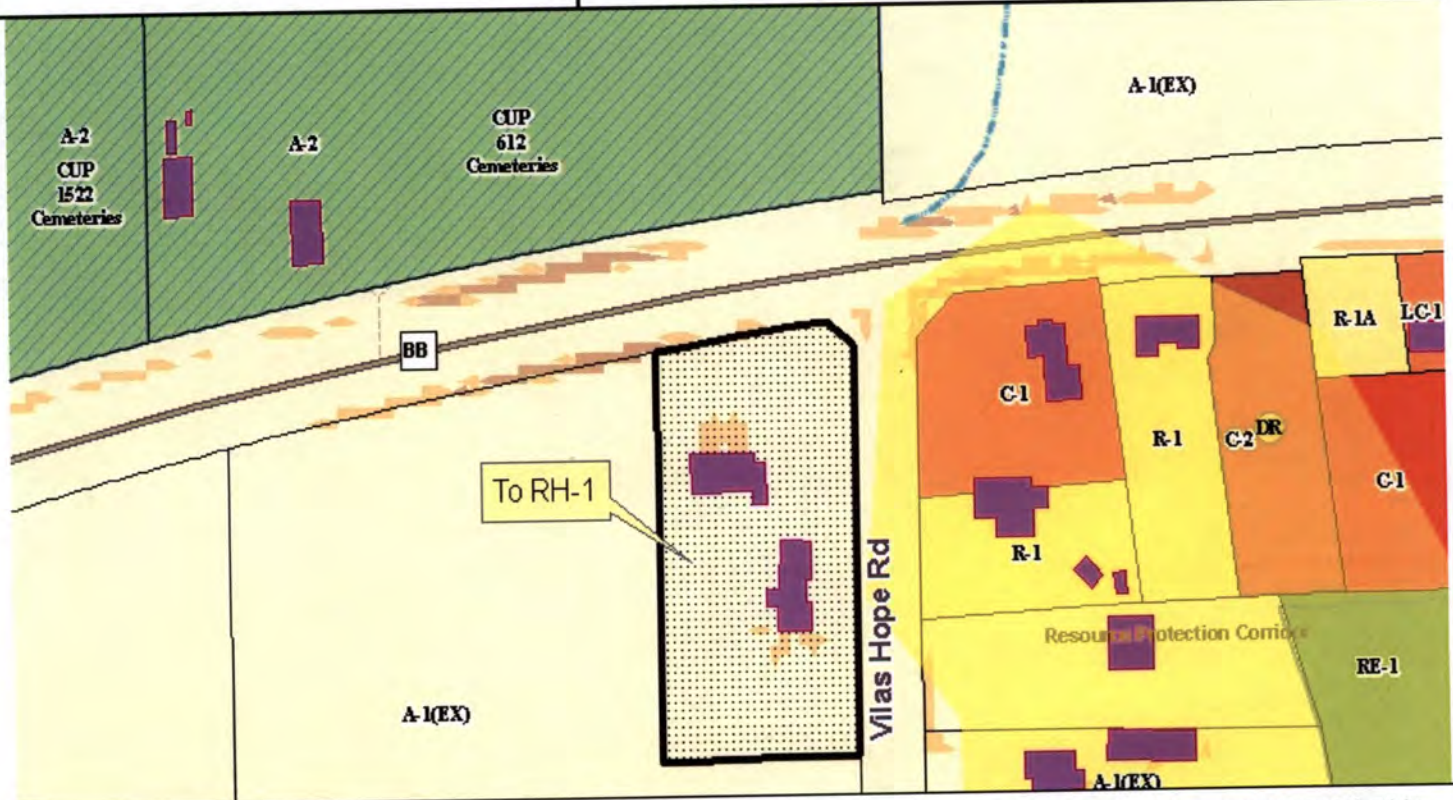 A-1(EX)
A-2
CUP
1522
Cemeteries
A-2
CUP
612
Cemeteries
BB
R-1A
LC-1
C-1
R-1
C-2
DR
C-1
To RH-1
R-1
Vilas Hope Rd
Resource Protection Corridor
RE-1
A-1(EX)
A-1(EX)